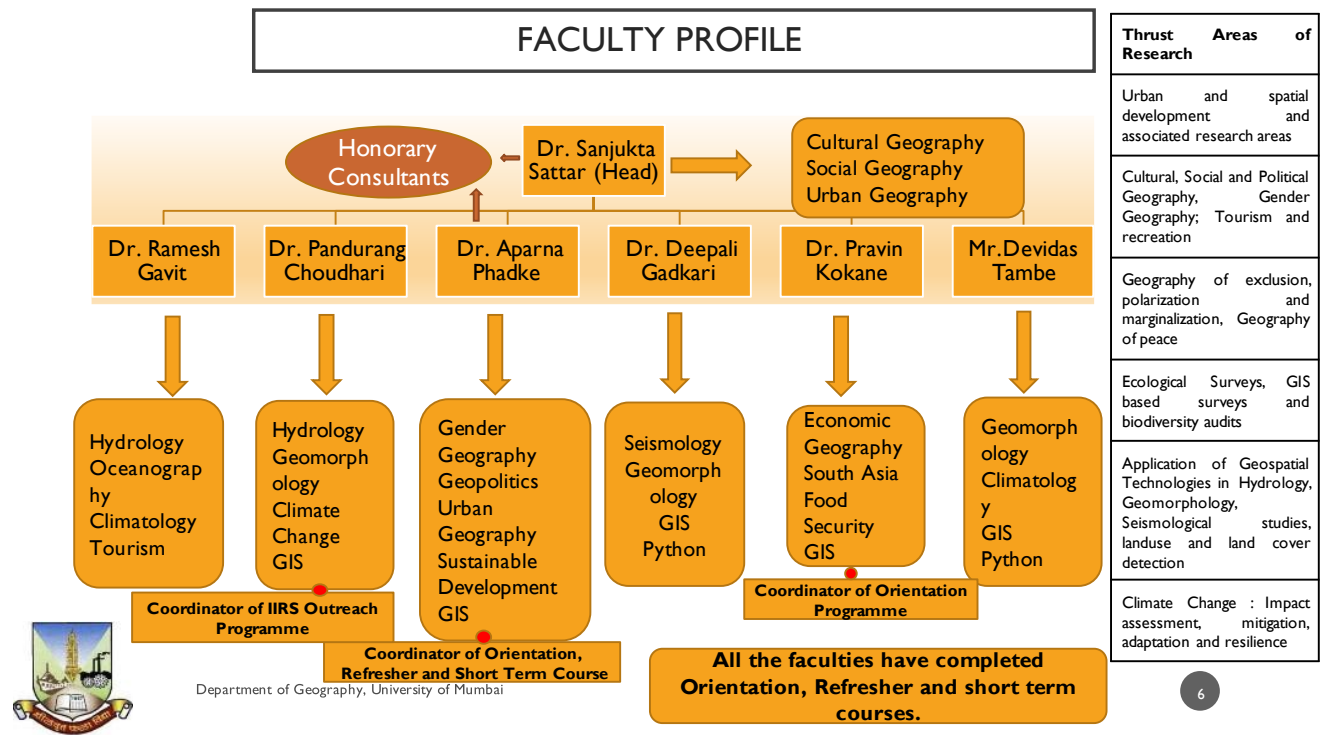 FACULTY PROFILE
Honorary
Consultants
Dr. Sanjukta
Sattar (Head)
Cultural Geography
Social Geography
Urban Geography
Dr. Ramesh
Gavit
Dr. Pandurang
Choudhari
Dr. Aparna
Phadke
Dr. Deepali
Gadkari
Dr. Pravin
Kokane
Mr.Devidas
Tambe
Hydrology
Oceanograp
hy
Climatology
Tourism
Hydrology
Geomorph
ology
Climate
Change
GIS
Gender
Geography
Geopolitics
Urban
Geography
Sustainable
Development
GIS
Seismology
Geomorph
ology
GIS
Python
Economic
Geography
South Asia
Food
Security
GIS
Geomorph
ology
Climatolog
y
GIS
Python
Coordinator of IIRS Outreach
Programme
Coordinator of Orientation,
Refresher and Short Term Course
Coordinator of Orientation
Programme
All the faculties have completed
Orientation, Refresher and short term
courses.
Thrust Areas of
Research
Urban and spatial
development and
associated research areas
Cultural, Social and Political
Geography, Gender
Geography; Tourism and
recreation
Geography of exclusion,
polarization and
marginalization, Geography
of peace
Ecological Surveys, GIS
based surveys and
biodiversity audits
Application of Geospatial
Technologies in Hydrology,
Geomorphology,
Seismological studies,
landuse and land cover
detection
Climate Change : Impact
assessment, mitigation,
adaptation and resilience
Department of Geography, University of Mumbai
6